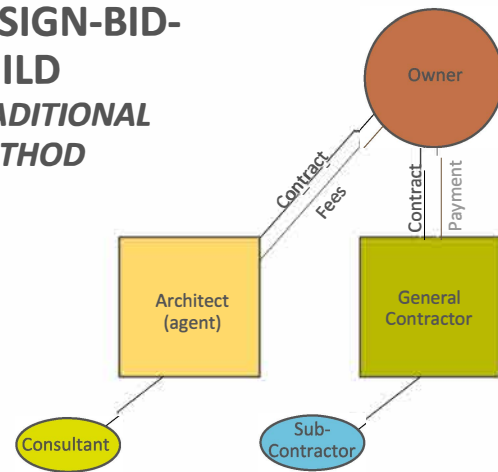 SIGN-BID-
ILD
ADITIONAL
THOD
Owner
Contract
Fees
Contract
Payment
Architect
(agent)
General
Contractor
Consultant
Sub-
Contractor